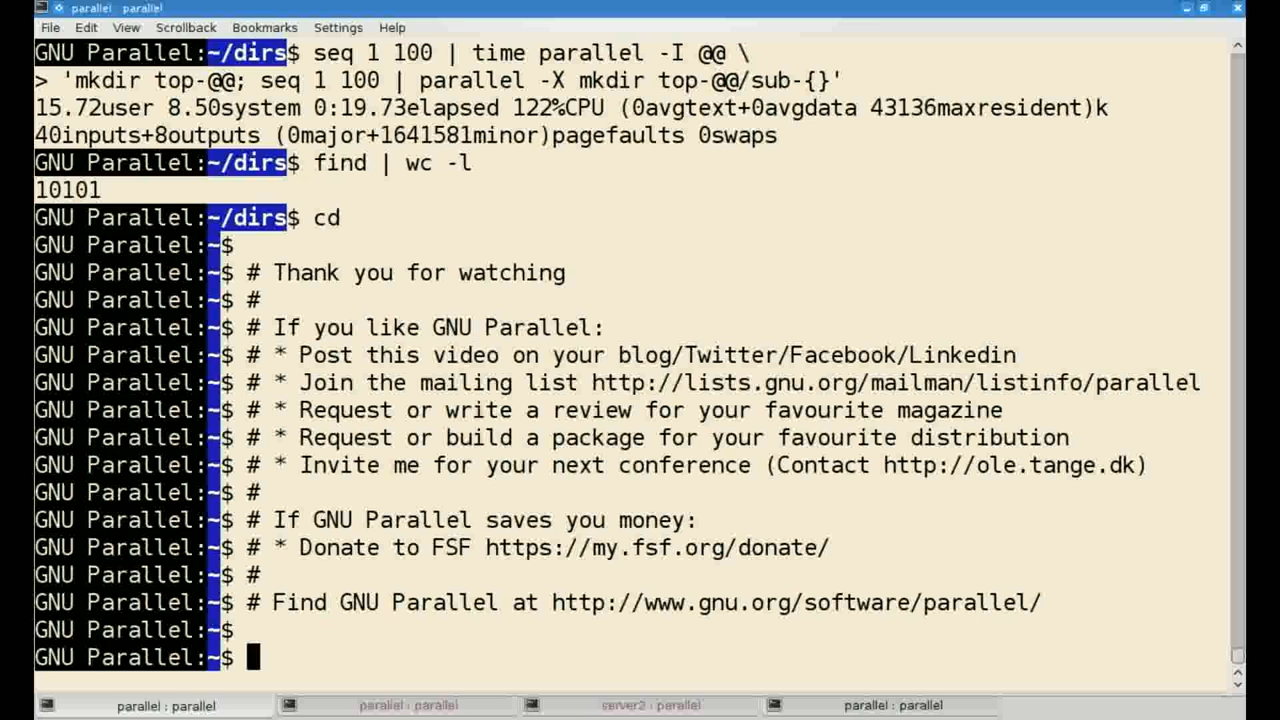 parallel : parallel
File Edit View Scrollback Bookmarks Settings Help
GNU Parallel:~/dirs$ seq 1 100 | time parallel -I @@ \
> 'mkdir top-@@; seq 1 100 | parallel -X mkdir top-@@/sub-{}'
15.72user 8.50system 0:19.73elapsed 122%CPU (0avgtext+0avgdata 43136maxresident)k
40inputs+8outputs (0major+1641581minor)pagefaults 0swaps
GNU Parallel:~/dirs$ find | wc -l
10101
GNU Parallel:~/dirs$ cd
GNU Parallel:~$
GNU Parallel:~$ # Thank you for watching
GNU Parallel:~$ #
GNU Parallel:~$ # If you like GNU Parallel:
GNU Parallel:~$ # * Post this video on your blog/Twitter/Facebook/Linkedin
GNU Parallel:~$ # * Join the mailing list http://lists.gnu.org/mailman/listinfo/parallel
GNU Parallel:~$ # * Request or write a review for your favourite magazine
GNU Parallel:~$ # * Request or build a package for your favourite distribution
GNU Parallel:~$ # * Invite me for your next conference (Contact http://ole.tange.dk)
GNU Parallel:~$ #
GNU Parallel:~$ # If GNU Parallel saves you money:
GNU Parallel:~$ # * Donate to FSF https://my.fsf.org/donate/
GNU Parallel:~$ #
GNU Parallel:~$ # Find GNU Parallel at http://www.gnu.org/software/parallel/
GNU Parallel:~$
GNU Parallel:~$
parallel : parallel parallel : parallel server2 : parallel parallel : parallel